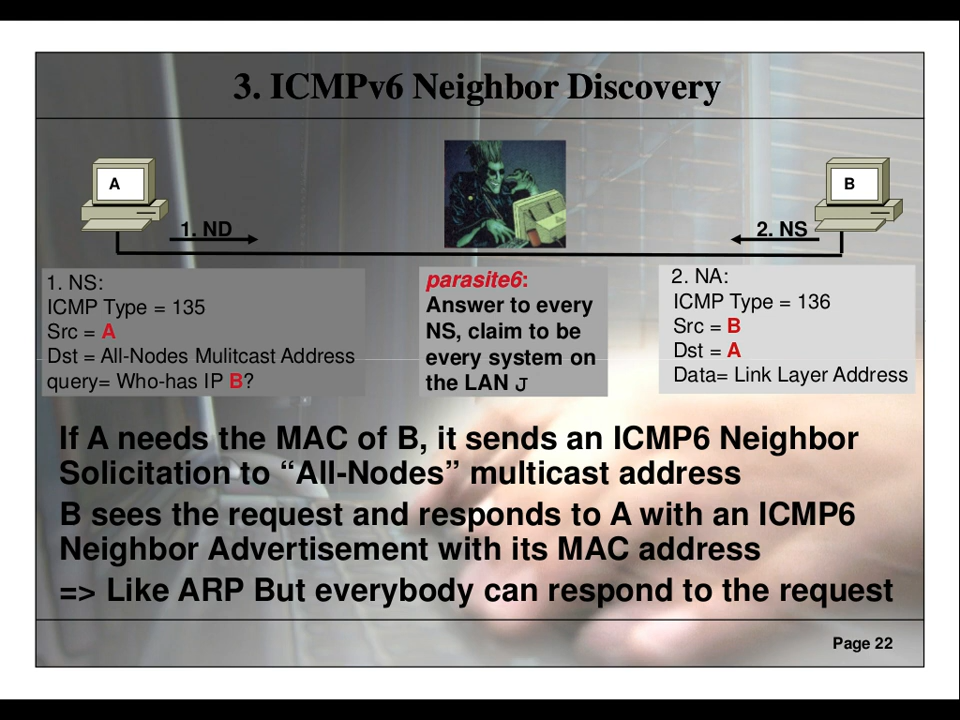 3. ICMPv6 Neighbor Discovery
A
B
1. ND
2. NS
1. NS:
ICMP Type = 135
Src = A
Dst = All-Nodes Mulitcast Address
query= Who-has IP B?
parasite6:
Answer to every
NS, claim to be
every system on
the LAN J
2. NA:
ICMP Type = 136
Src = B
Dst = A
Data= Link Layer Address
If A needs the MAC of B, it sends an ICMP6 Neighbor
Solicitation to “All-Nodes” multicast address
B sees the request and responds to A with an ICMP6
Neighbor Advertisement with its MAC address
=> Like ARP But everybody can respond to the request
Page 22